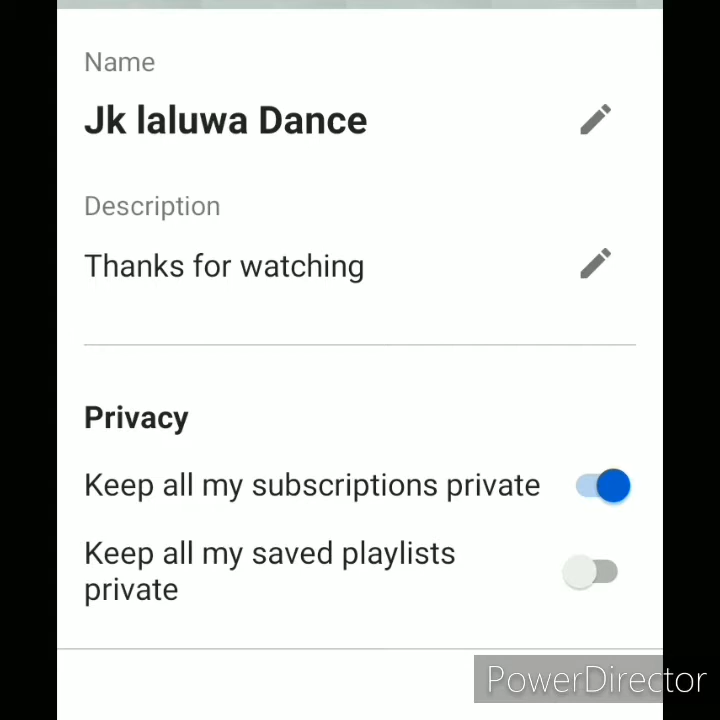 Name
Jk laluwa Dance
Description
Thanks for watching
Privacy
Keep all my subscriptions private
Keep all my saved playlists
private
PowerDirector